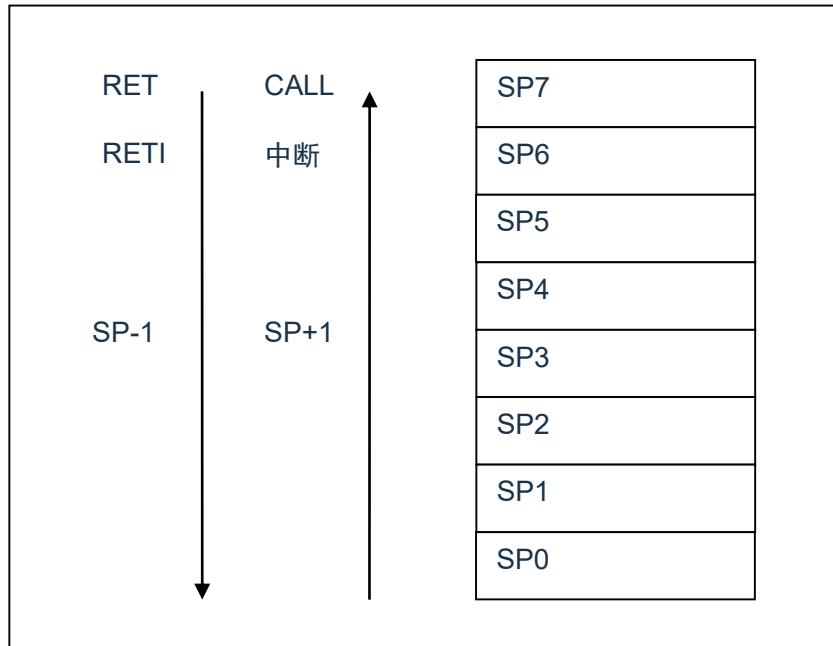 RET CALL SP7
RETI 中断 SP6
SP5
SP4
SP-1 SP+1 SP3
SP2
SP1
SP0